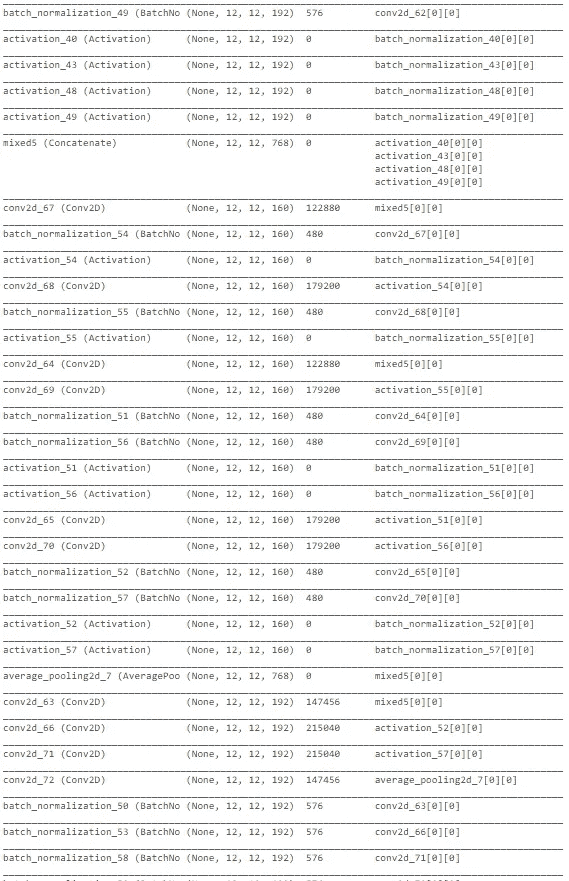 batch_normalization_49 (BatchNo (None, 12, 12, 192) 576 conv2d_62[0][0]
activation_40 (Activation) (None, 12, 12, 192) 0 batch_normalization_40[0][0]
activation_43 (Activation) (None, 12, 12, 192) 0 batch_normalization_43[0][0]
activation_48 (Activation) (None, 12, 12, 192) 0 batch_normalization_48[0][0]
activation_49 (Activation) (None, 12, 12, 192) 0 batch_normalization_49[0][0]
mixed5 (Concatenate) (None, 12, 12, 768) 0 activation_40[0][0]
activation_43[0][0]
activation_48[0][0]
activation_49[0][0]
conv2d_67 (Conv2D) (None, 12, 12, 160) 122880 mixed5[0][0]
batch_normalization_54 (BatchNo (None, 12, 12, 160) 480 conv2d_67[0][0]
activation_54 (Activation) (None, 12, 12, 160) 0 batch_normalization_54[0][0]
conv2d_68 (Conv2D) (None, 12, 12, 160) 179200 activation_54[0][0]
batch_normalization_55 (BatchNo (None, 12, 12, 160) 480 conv2d_68[0][0]
activation_55 (Activation) (None, 12, 12, 160) 0 batch_normalization_55[0][0]
conv2d_64 (Conv2D) (None, 12, 12, 160) 122880 mixed5[0][0]
conv2d_69 (Conv2D) (None, 12, 12, 160) 179200 activation_55[0][0]
batch_normalization_51 (BatchNo (None, 12, 12, 160) 480 conv2d_64[0][0]
batch_normalization_56 (BatchNo (None, 12, 12, 160) 480 conv2d_69[0][0]
activation_51 (Activation) (None, 12, 12, 160) 0 batch_normalization_51[0][0]
activation_56 (Activation) (None, 12, 12, 160) 0 batch_normalization_56[0][0]
conv2d_65 (Conv2D) (None, 12, 12, 160) 179200 activation_51[0][0]
conv2d_70 (Conv2D) (None, 12, 12, 160) 179200 activation_56[0][0]
batch_normalization_52 (BatchNo (None, 12, 12, 160) 480 conv2d_65[0][0]
batch_normalization_57 (BatchNo (None, 12, 12, 160) 480 conv2d_70[0][0]
activation_52 (Activation) (None, 12, 12, 160) 0 batch_normalization_52[0][0]
activation_57 (Activation) (None, 12, 12, 160) 0 batch_normalization_57[0][0]
average_pooling2d_7 (AveragePoo (None, 12, 12, 768) 0 mixed5[0][0]
conv2d_63 (Conv2D) (None, 12, 12, 192) 147456 mixed5[0][0]
conv2d_66 (Conv2D) (None, 12, 12, 192) 215040 activation_52[0][0]
conv2d_71 (Conv2D) (None, 12, 12, 192) 215040 activation_57[0][0]
conv2d_72 (Conv2D) (None, 12, 12, 192) 147456 average_pooling2d_7[0][0]
batch_normalization_50 (BatchNo (None, 12, 12, 192) 576 conv2d_63[0][0]
batch_normalization_53 (BatchNo (None, 12, 12, 192) 576 conv2d_66[0][0]
batch_normalization_58 (BatchNo (None, 12, 12, 192) 576 conv2d_71[0][0]